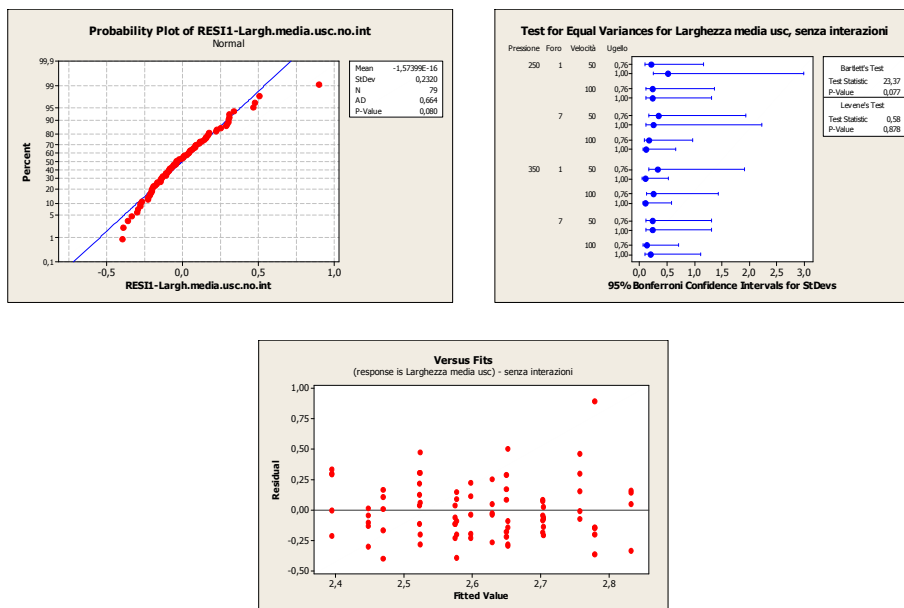 Probability Plot of RESI1-Largh.media.usc.no.int
Normal
99,9
99
95
90
80
70
60
50
40
30
20
10
5
1
0,1
Percent
-0,5
0,0
0,5
1,0
RESI1-Largh.media.usc.no.int
Mean -1,57399E-16
StDev 0,2320
N 79
AD 0,664
P-Value 0,080
Test for Equal Variances for Larghezza media usc, senza interazioni
Pressione Foro Velocità Ugello
250 1 50 0,76
1,00
100 0,76
1,00
7 50 0,76
1,00
100 0,76
1,00
350 1 50 0,76
1,00
100 0,76
1,00
7 50 0,76
1,00
100 0,76
1,00
0,0 0,5 1,0 1,5 2,0 2,5 3,0
95% Bonferroni Confidence Intervals for StDevs
Bartlett's Test
Test Statistic 23,37
P-Value 0,077
Levene's Test
Test Statistic 0,58
P-Value 0,878
Versus Fits
(response is Larghezza media usc) - senza interazioni
1,00
0,75
0,50
0,25
0,00
-0,25
-0,50
Residual
2,4 2,5 2,6 2,7 2,8
Fitted Value